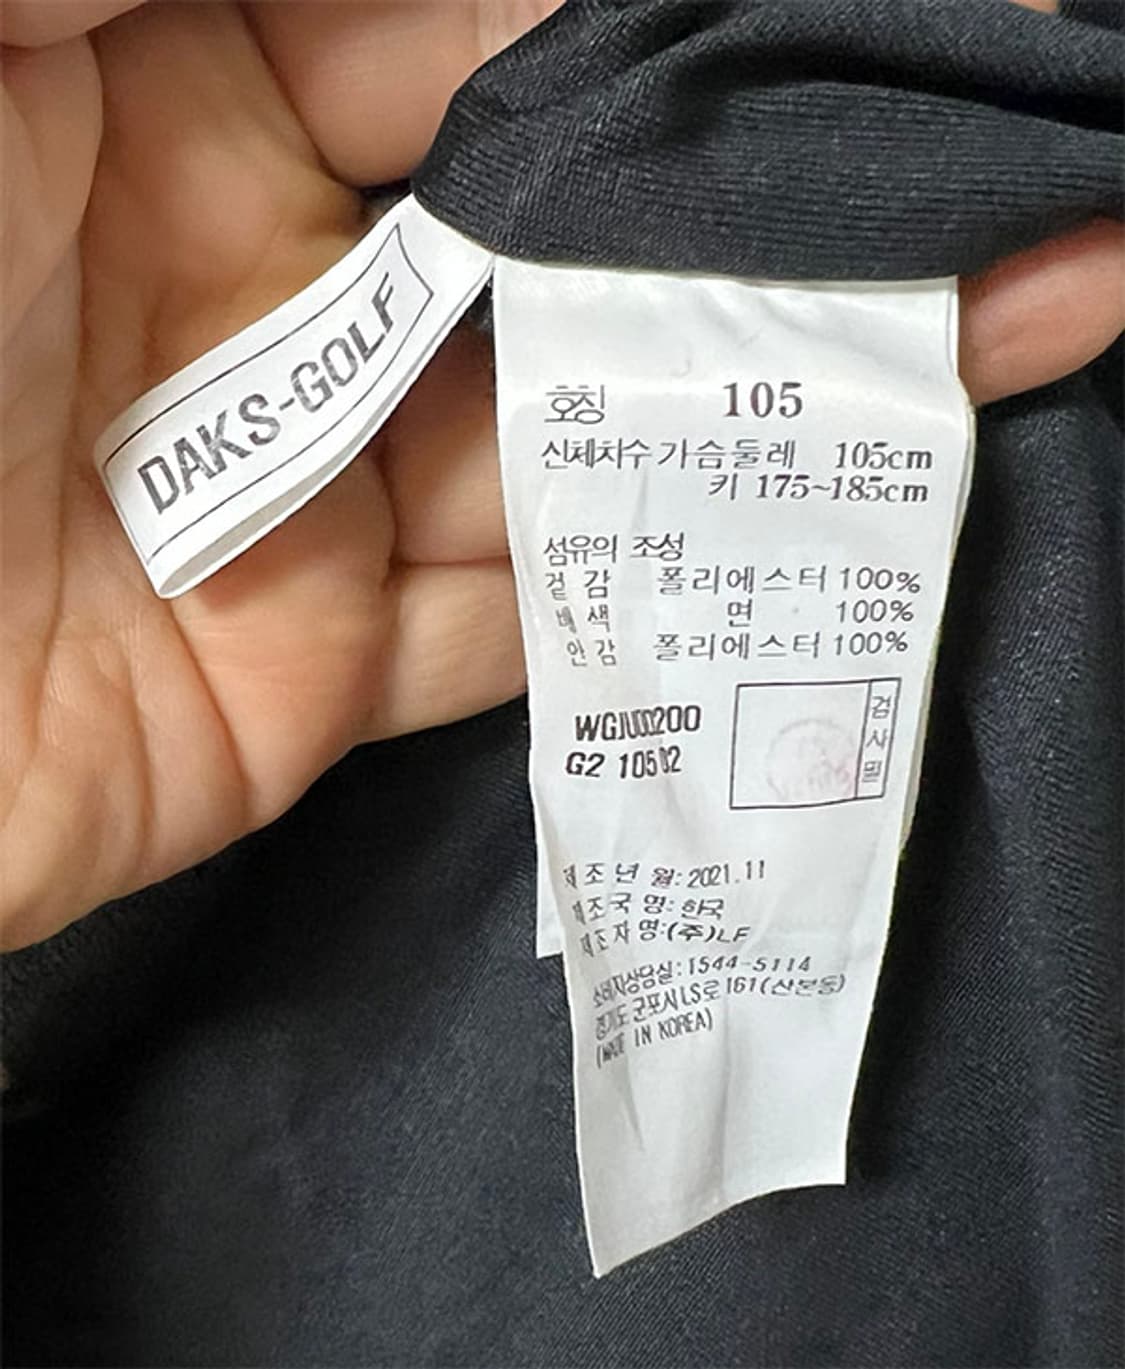 DAKS-GOLF
호칭 105
신체치수 가슴둘레 105cm
키 175~185cm
섬유의 조성
겉감 폴리에스터 100%
배색 면 100%
안감 폴리에스터 100%
G2 105 02
검사필
제조년월: 2021.11
제조국명: 한국
제조자명:(주)LF
소비자상담실: 1544-5114
경기도 군포시 LS로 161(산본동)
(MADE IN KOREA)